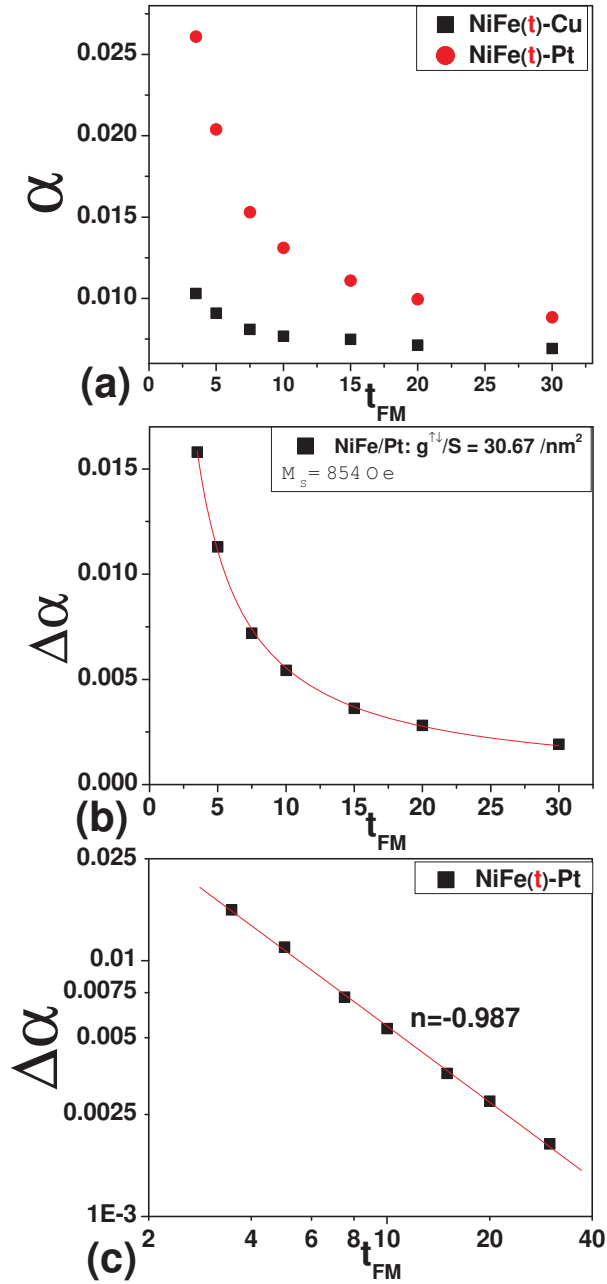 NiFe(t)-Cu
NiFe(t)-Pt
0.025
0.020
0.015
0.010
α
(a)
0 5 10 15 20 25 30
t_FM
NiFe/Pt: g^↑↓/S = 30.67 /nm²
M_s= 854 Oe
0.015
0.010
0.005
0.000
Δα
(b)
0 5 10 15 20 25 30
t_FM
NiFe(t)-Pt
0.025
0.01
0.0075
0.005
0.0025
1E-3
Δα
n=-0.987
(c)
2 4 6 8 10 20 40
t_FM